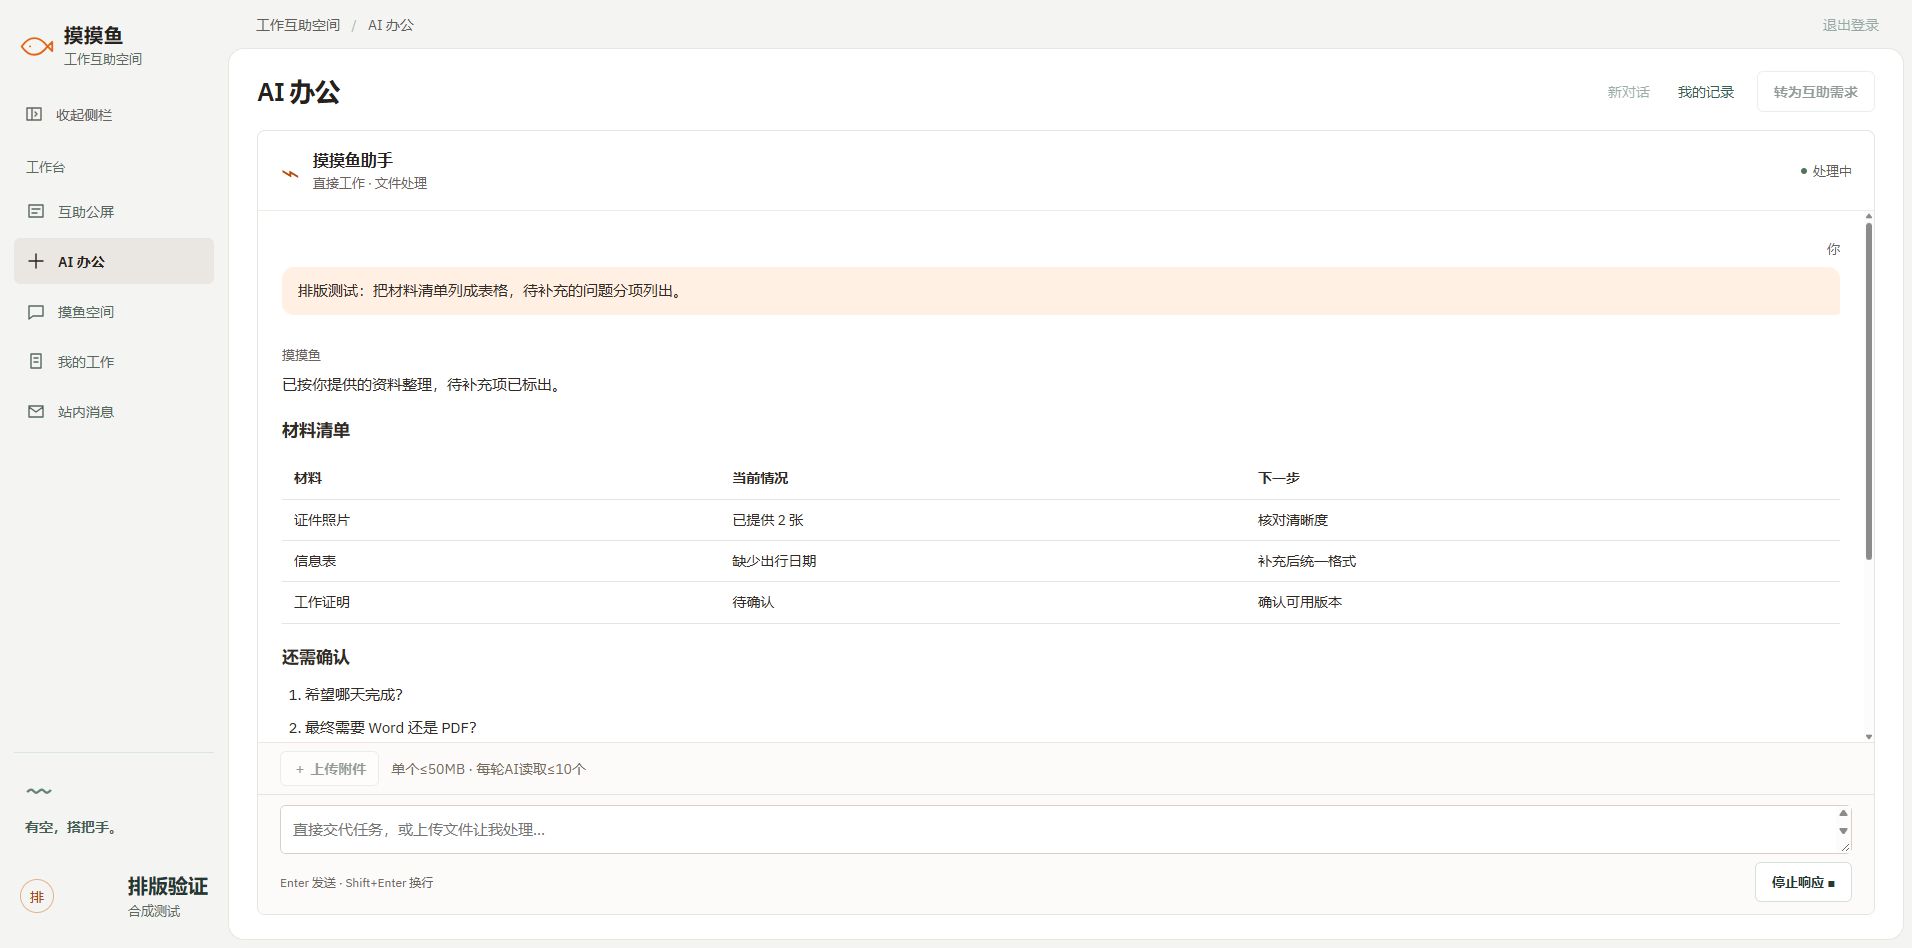 摸摸鱼
工作互助空间
收起侧栏
工作台
互助公屏
AI 办公
摸鱼空间
我的工作
站内消息
有空，搭把手。
排
排版验证
合成测试
工作互助空间 / AI 办公
退出登录
AI 办公
新对话
我的记录
转为互助需求
摸摸鱼助手
直接工作 · 文件处理
处理中
你
排版测试：把材料清单列成表格，待补充的问题分项列出。
摸摸鱼
已按你提供的资料整理，待补充项已标出。
材料清单
材料 当前情况 下一步
证件照片 已提供 2 张 核对清晰度
信息表 缺少出行日期 补充后统一格式
工作证明 待确认 确认可用版本
还需确认
1. 希望哪天完成？
2. 最终需要 Word 还是 PDF？
+ 上传附件 单个≤50MB · 每轮AI读取≤10个
直接交代任务，或上传文件让我处理...
Enter 发送 · Shift+Enter 换行
停止响应 ■